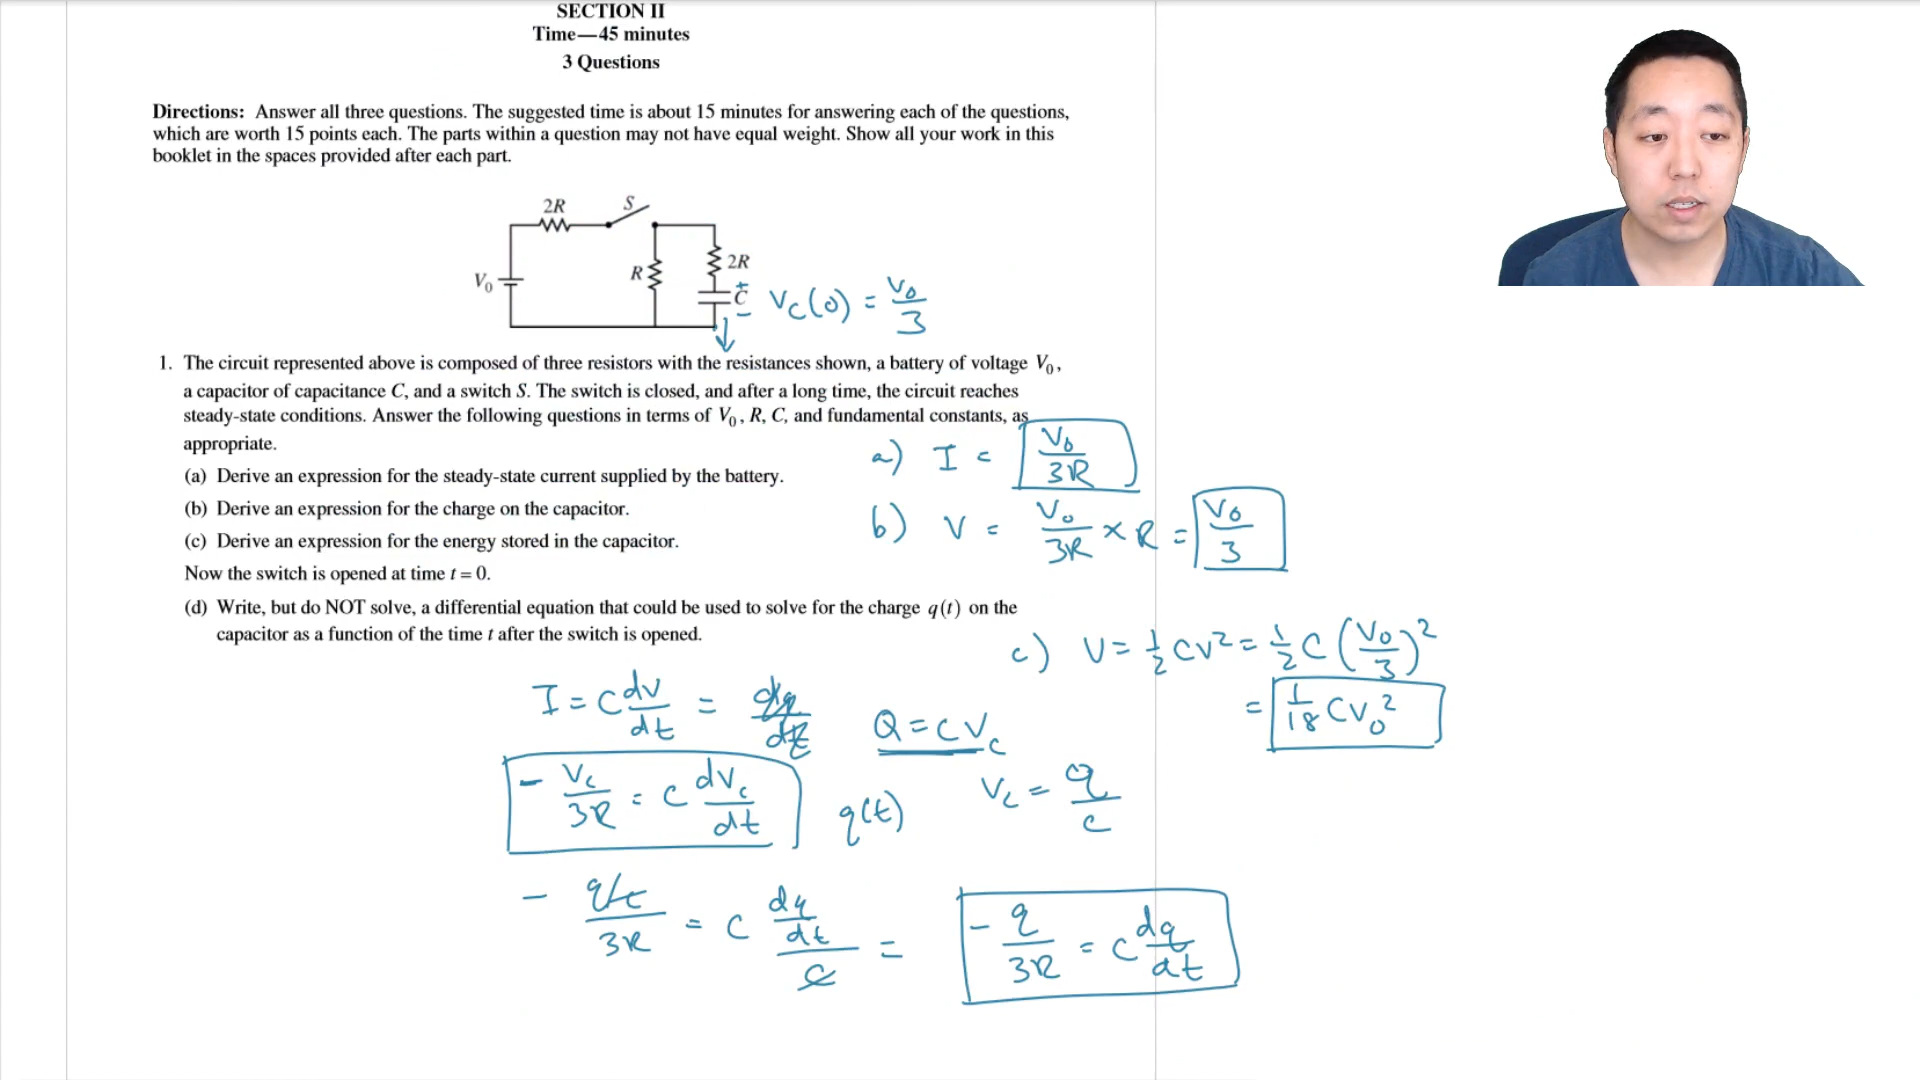 SECTION II
Time—45 minutes
3 Questions
Directions: Answer all three questions. The suggested time is about 15 minutes for answering each of the questions,
which are worth 15 points each. The parts within a question may not have equal weight. Show all your work in this
booklet in the spaces provided after each part.
2R S
V₀ R 2R
C
+
-
Vc(0) = V₀/3
1. The circuit represented above is composed of three resistors with the resistances shown, a battery of voltage V₀,
a capacitor of capacitance C, and a switch S. The switch is closed, and after a long time, the circuit reaches
steady-state conditions. Answer the following questions in terms of V₀, R, C, and fundamental constants, as
appropriate.
a) I = V₀/3R
(a) Derive an expression for the steady-state current supplied by the battery.
(b) Derive an expression for the charge on the capacitor.
b) V = V₀/3R × R = V₀/3
(c) Derive an expression for the energy stored in the capacitor.
Now the switch is opened at time t = 0.
(d) Write, but do NOT solve, a differential equation that could be used to solve for the charge q(t) on the
capacitor as a function of the time t after the switch is opened.
c) U = 1/2 CV² = 1/2 C (V₀/3)²
= 1/18 CV₀²
I = C dv/dt = dq/dt
Q = CVc
- Vc/3R = C dVc/dt
q(t)
Vc = q/c
- q/c / 3R = C dq/dt / C =
- q/3R = C dq/dt